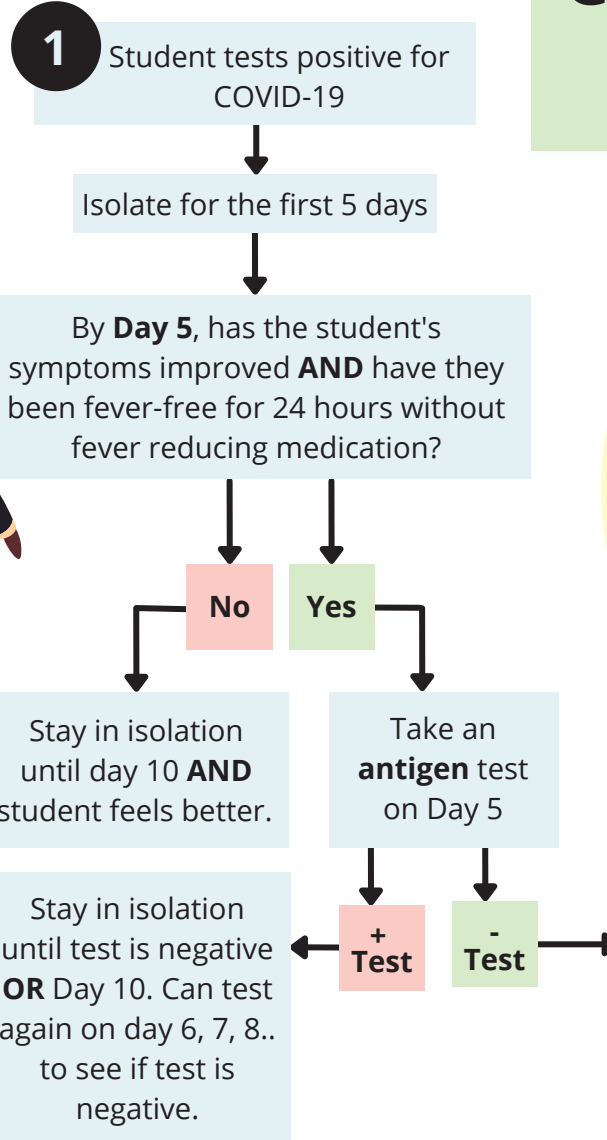 1
Student tests positive for
COVID-19
Isolate for the first 5 days
By Day 5, has the student's
symptoms improved AND have they
been fever-free for 24 hours without
fever reducing medication?
No
Yes
Stay in isolation
until day 10 AND
student feels better.
Take an
antigen test
on Day 5
Stay in isolation
until test is negative
OR Day 10. Can test
again on day 6, 7, 8..
to see if test is
negative.
+
Test
-
Test